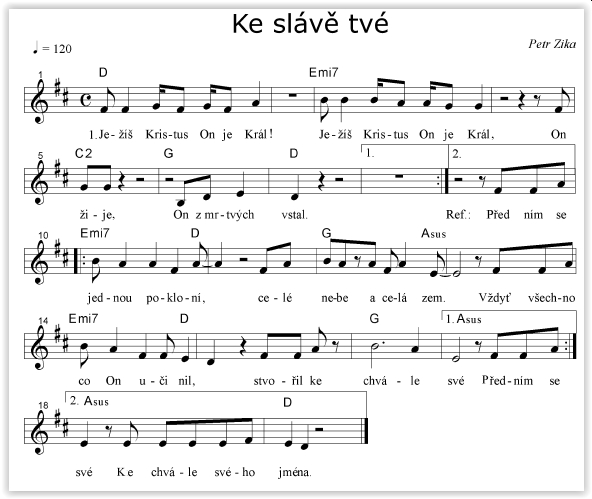 Ke slávě tvé
♩ = 120
Petr Zika
1 D Emi7
1.Je-žíš Kris-tus On je Král! Je-žíš Kris-tus On je Král, On
5 C2 G D 1. 2.
ži-je, On z mr-tvých vstal. Ref.: Před ním se
10 Emi7 D G Asus
jed-nou po-klo-ní, ce-lé ne-be a ce-lá zem. Vždyť všech-no
14 Emi7 D G 1. Asus
co On u-či nil, stvo-řil ke chvá-le své Před-ním se
18 2. Asus D
své K e chvá-le své-ho jména.